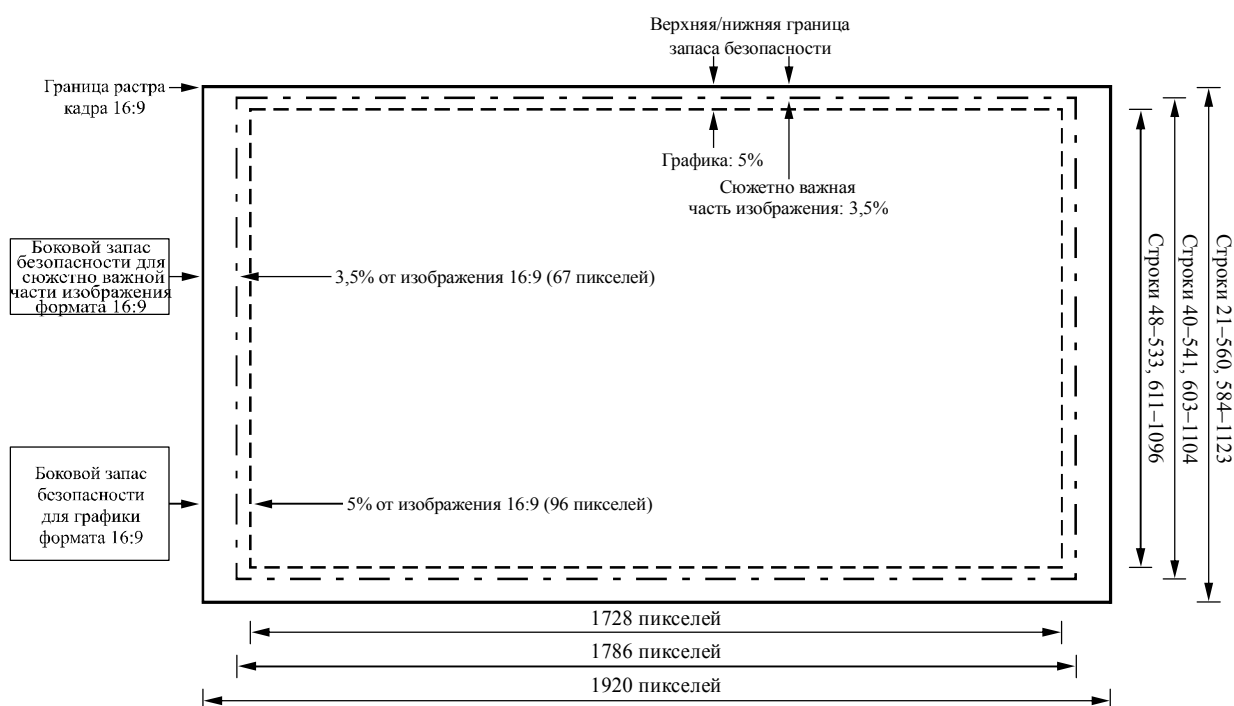 Верхняя/нижняя граница
запаса безопасности
Граница растра
кадра 16:9
Графика: 5%
Сюжетно важная
часть изображения: 3,5%
Боковой запас
безопасности для
сюжетно важной
части изображения
формата 16:9
3,5% от изображения 16:9 (67 пикселей)
Боковой запас
безопасности
для графики
формата 16:9
5% от изображения 16:9 (96 пикселей)
Строки 48–533, 611–1096
Строки 40–541, 603–1104
Строки 21–560, 584–1123
1728 пикселей
1786 пикселей
1920 пикселей